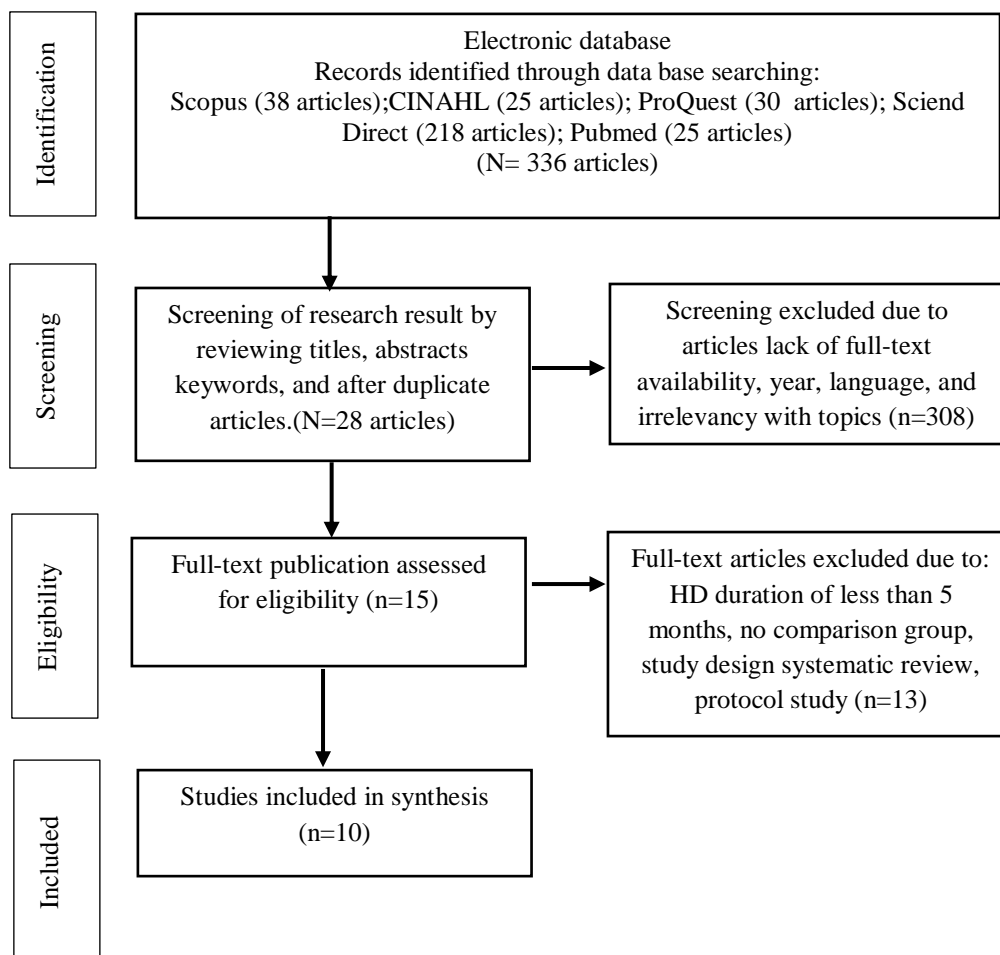 Identification
Electronic database
Records identified through data base searching:
Scopus (38 articles);CINAHL (25 articles); ProQuest (30 articles); Sciend
Direct (218 articles); Pubmed (25 articles)
(N= 336 articles)
Screening
Screening of research result by
reviewing titles, abstracts
keywords, and after duplicate
articles.(N=28 articles)
Screening excluded due to
articles lack of full-text
availability, year, language, and
irrelevancy with topics (n=308)
Eligibility
Full-text publication assessed
for eligibility (n=15)
Full-text articles excluded due to:
HD duration of less than 5
months, no comparison group,
study design systematic review,
protocol study (n=13)
Included
Studies included in synthesis
(n=10)